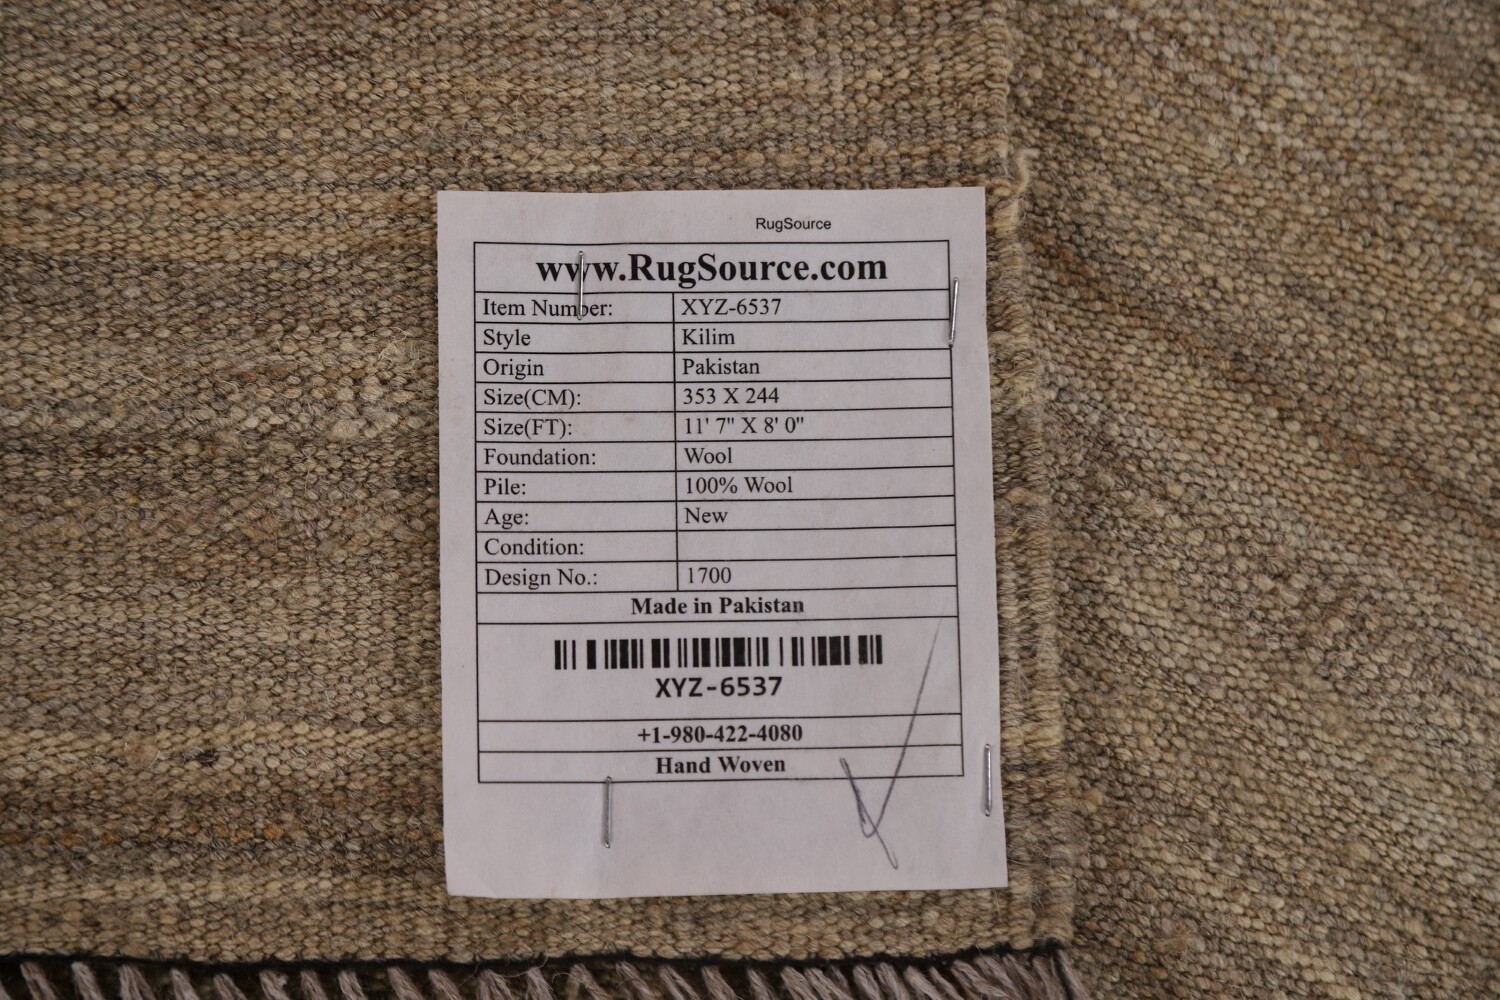 RugSource
www.RugSource.com
Item Number: XYZ-6537
Style Kilim
Origin Pakistan
Size(CM): 353 X 244
Size(FT): 11' 7" X 8' 0"
Foundation: Wool
Pile: 100% Wool
Age: New
Condition:
Design No.: 1700
Made in Pakistan
XYZ-6537
+1-980-422-4080
Hand Woven